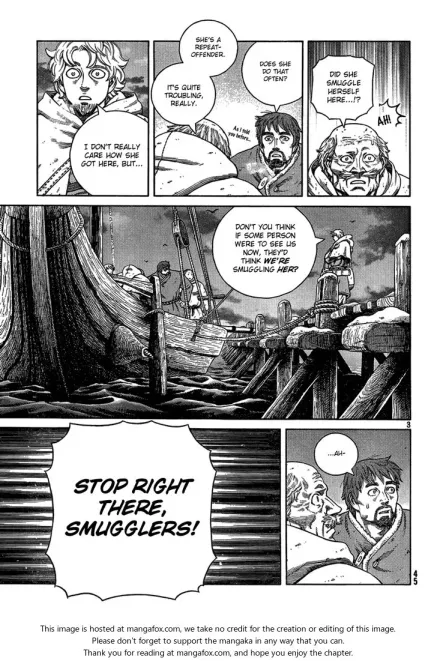 DID SHE
SMUGGLE
HERSELF
HERE...!?
AH!
DOES SHE
DO THAT
OFTEN?
SHE'S A
REPEAT-
OFFENDER.
IT'S QUITE
TROUBLING,
REALLY.
As I told
you before..
I DON'T REALLY
CARE HOW SHE
GOT HERE, BUT...
DON'T YOU THINK
IF SOME PERSON
WERE TO SEE US
NOW, THEY'D
THINK WE'RE
SMUGGLING HER?
3
...AH-
STOP RIGHT
THERE,
SMUGGLERS!
45
This image is hosted at mangafox.com, we take no credit for the creation or editing of this image.
Please don't forget to support the mangaka in any way that you can.
Thank you for reading at mangafox.com, and hope you enjoy the chapter.